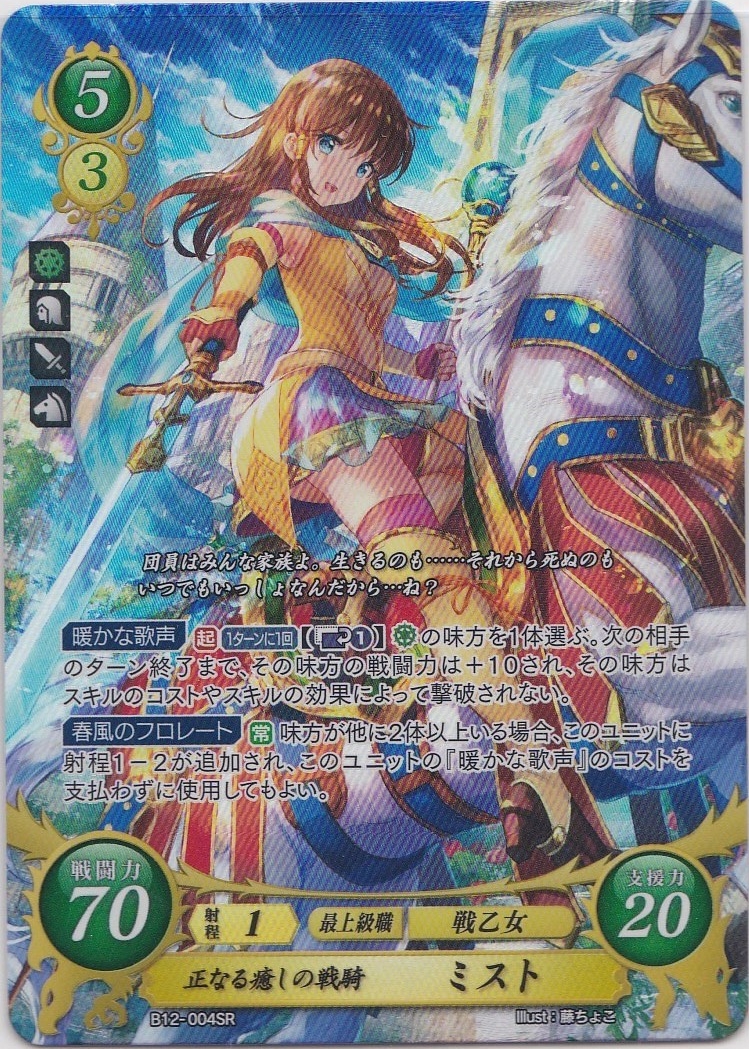 5
3
団員はみんな家族よ。生きるのも……それから死ぬのも
いつでもいっしょなんだから…ね?
暖かな歌声 起 1ターンに1回【1】の味方を1体選ぶ。次の相手
のターン終了まで、その味方の戦闘力は+10され、その味方は
スキルのコストやスキルの効果によって撃破されない。
春風のフロレート 常 味方が他に2体以上いる場合、このユニットに
射程1-2が追加され、このユニットの『暖かな歌声』のコストを
支払わずに使用してもよい。
戦闘力
70
射程 1 最上級職 戦乙女
支援力
20
正なる癒しの戦騎 ミスト
B12-004SR Illust:藤ちょこ